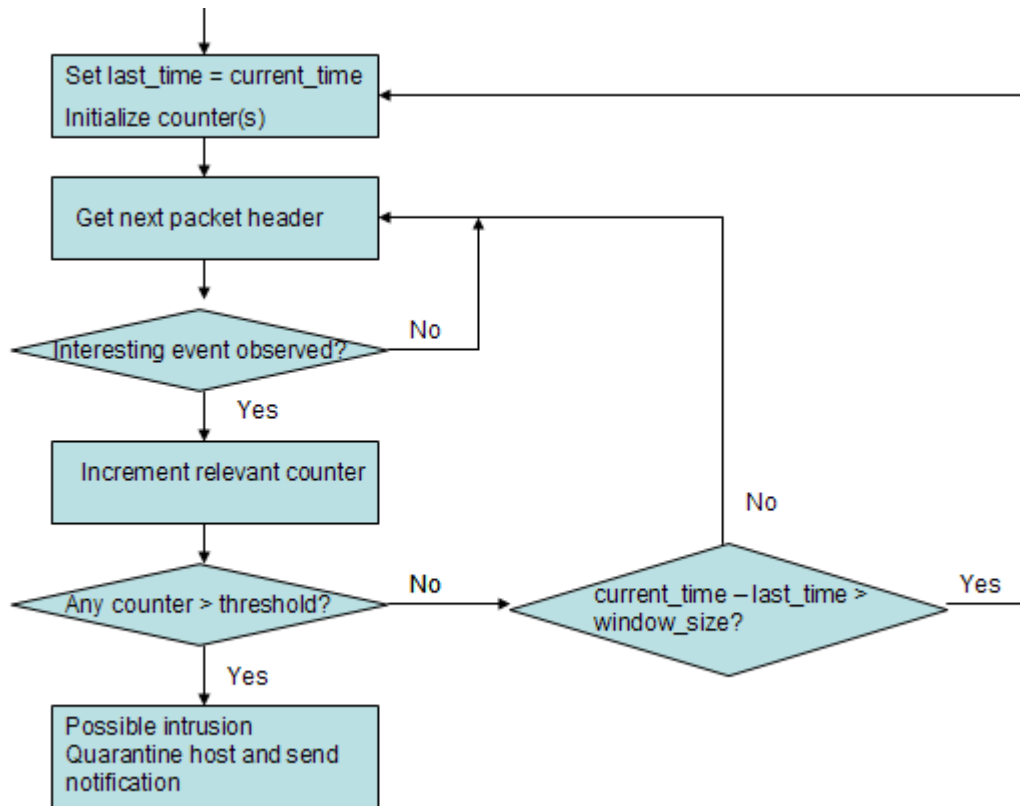 Set last_time = current_time
Initialize counter(s)
Get next packet header
Interesting event observed?
No
Yes
Increment relevant counter
Any counter > threshold?
No
Yes
No
current_time – last_time >
window_size?
Yes
Possible intrusion
Quarantine host and send
notification